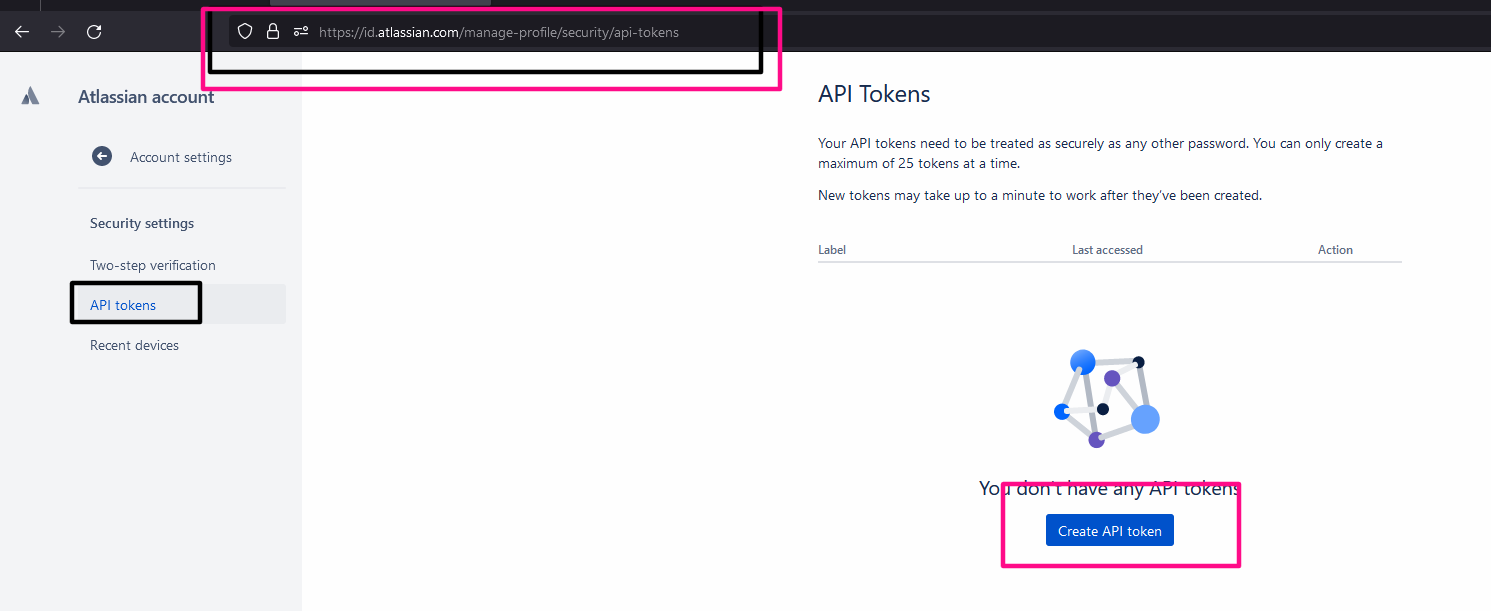 https://id.atlassian.com/manage-profile/security/api-tokens
Atlassian account
Account settings
Security settings
Two-step verification
API tokens
Recent devices
API Tokens
Your API tokens need to be treated as securely as any other password. You can only create a
maximum of 25 tokens at a time.
New tokens may take up to a minute to work after they've been created.
Label Last accessed Action
You don't have any API tokens
Create API token